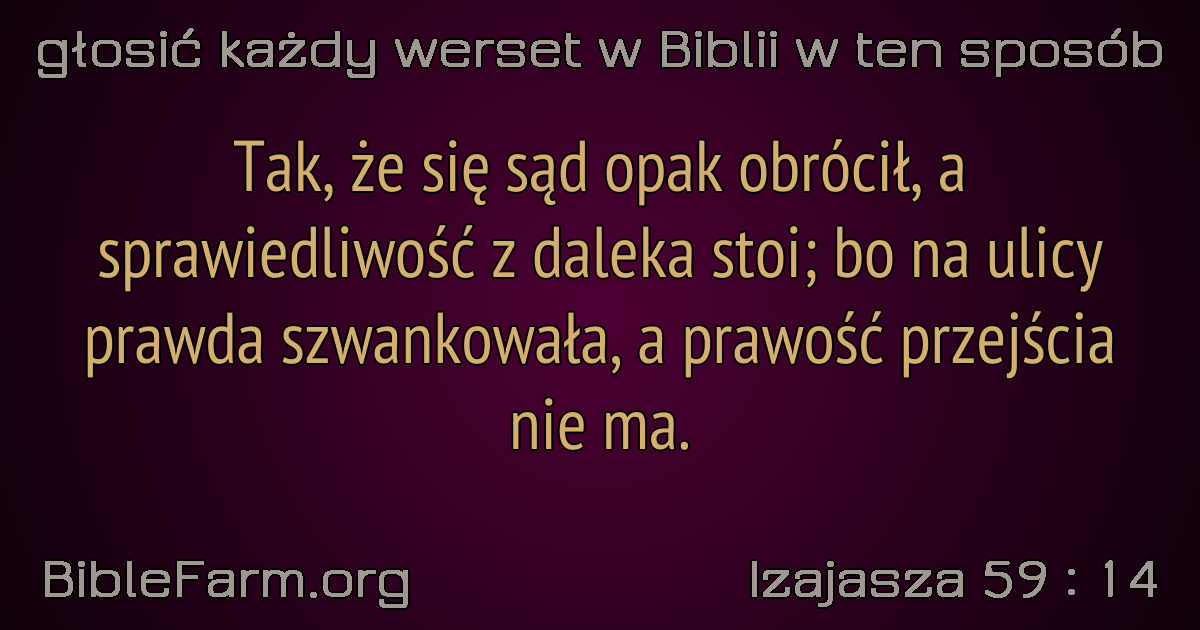 głosić każdy werset w Biblii w ten sposób
Tak, że się sąd opak obrócił, a
sprawiedliwość z daleka stoi; bo na ulicy
prawda szwankowała, a prawość przejścia
nie ma.
BibleFarm.org
Izajasza 59 : 14